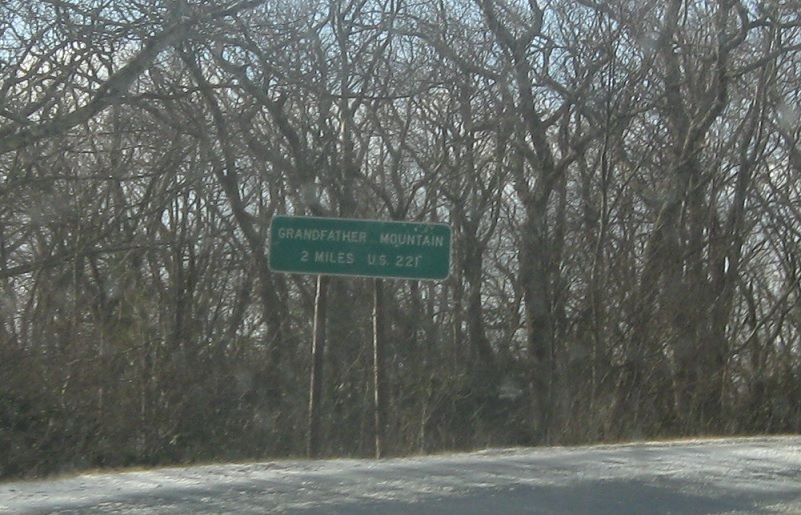 GRANDFATHER MOUNTAIN
2 MILES U.S. 221